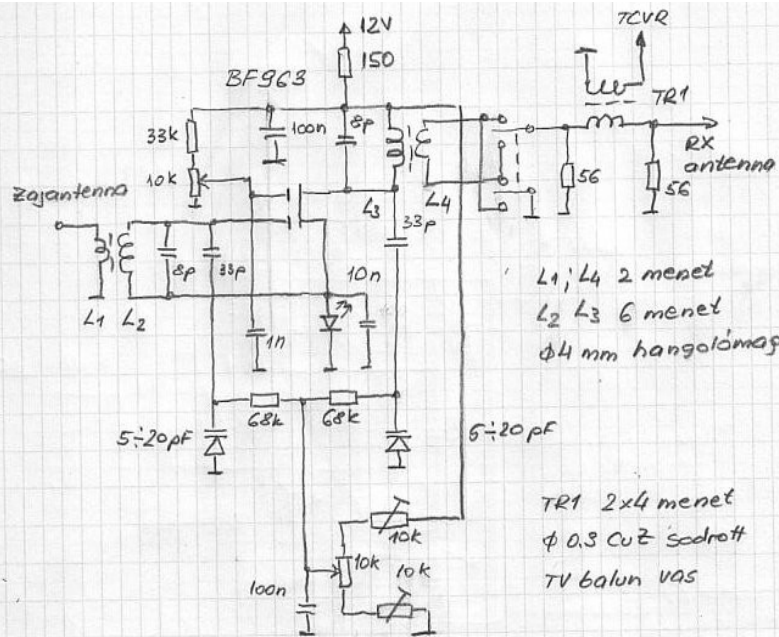 TCVR
12V
150
BF963
TR1
33k
100n
8p
RX
antenna
10k
56
56
Zajantenna
L3
L4
33p
8p
33p
10n
L1; L4 2 menet
L1 L2
1n
L2 L3 6 menet
φ4 mm hangolómag
68k
68k
5÷20pF
5÷20pF
TR1 2x4 menet
10k
φ 0.3 CuZ sodrott
10k
10k
TV balun vas
100n